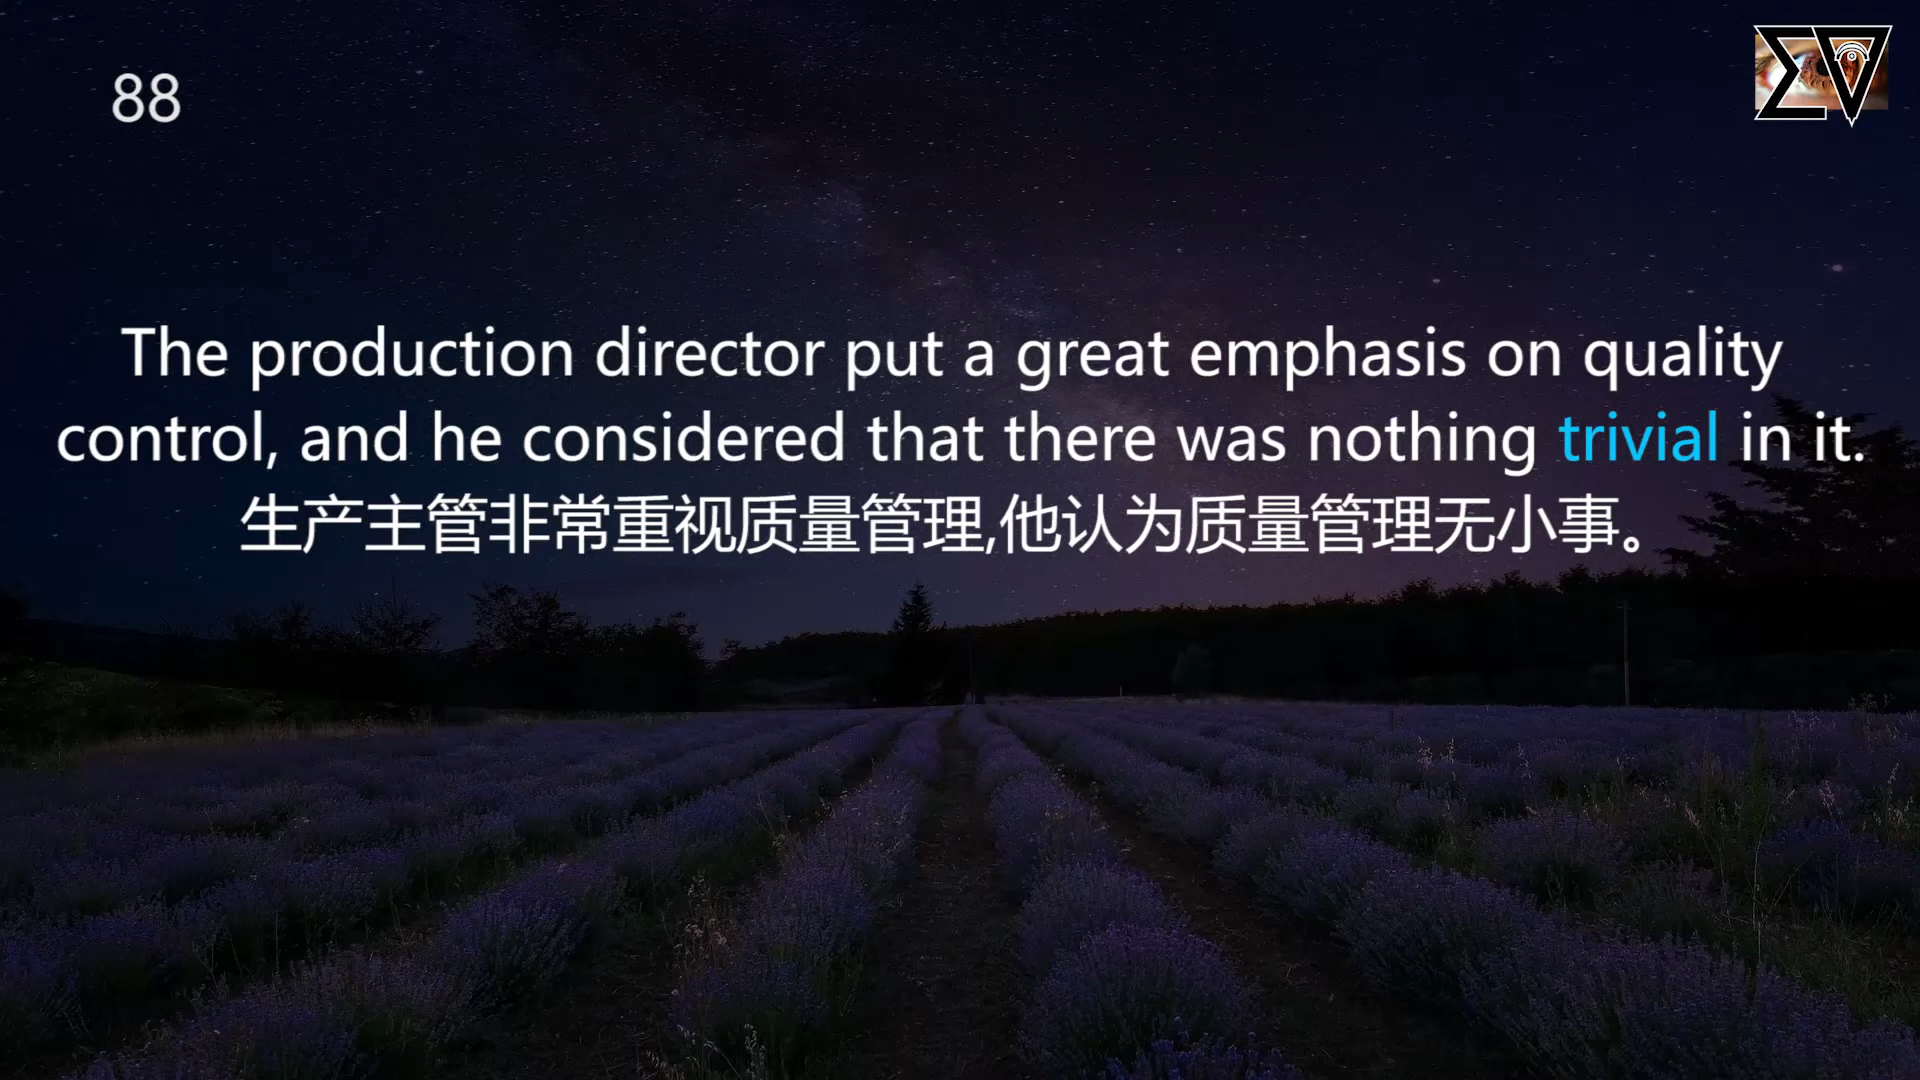 88
The production director put a great emphasis on quality
control, and he considered that there was nothing trivial in it.
生产主管非常重视质量管理,他认为质量管理无小事。